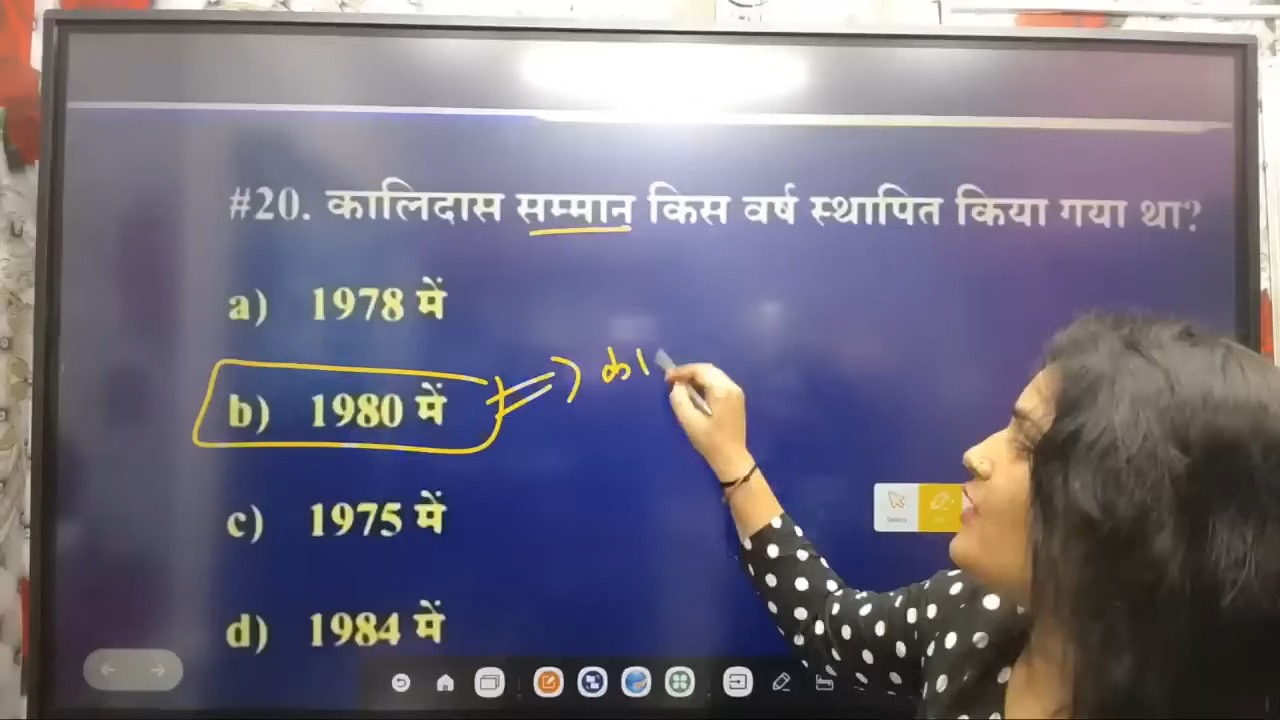 #20. कालिदास सम्मान किस वर्ष स्थापित किया गया था?
a) 1978 में
b) 1980 में
का
c) 1975 में
d) 1984 में